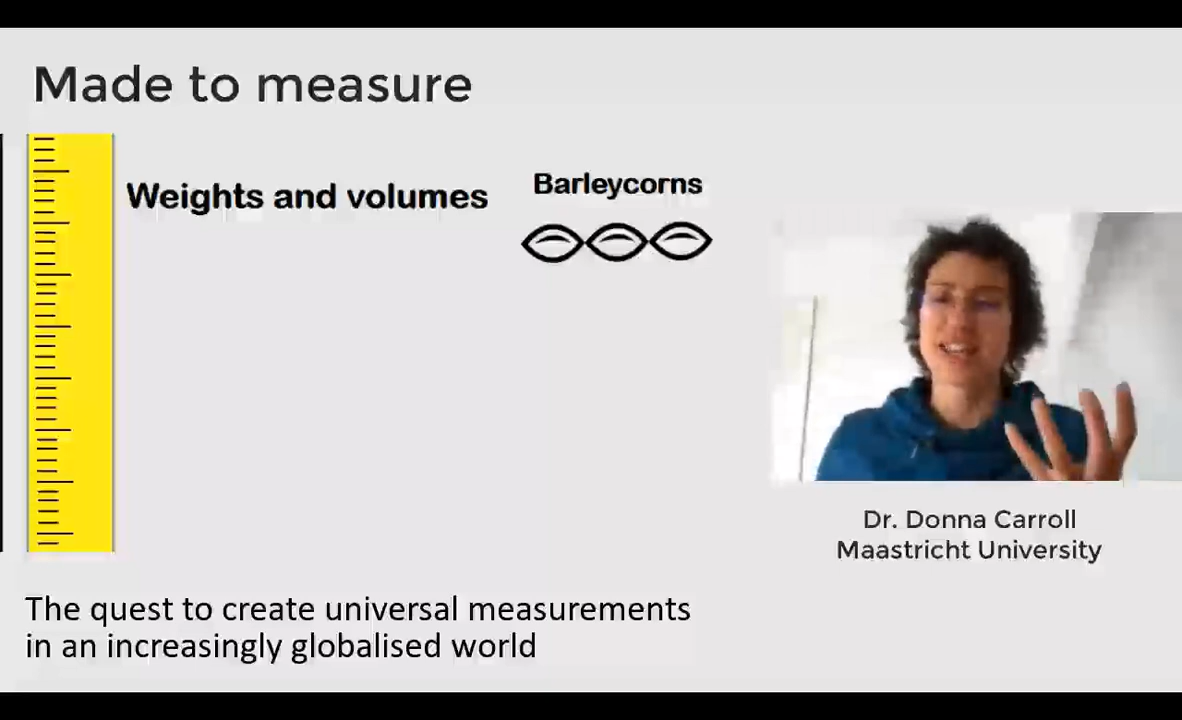 Made to measure
Weights and volumes
Barleycorns
Dr. Donna Carroll
Maastricht University
The quest to create universal measurements
in an increasingly globalised world